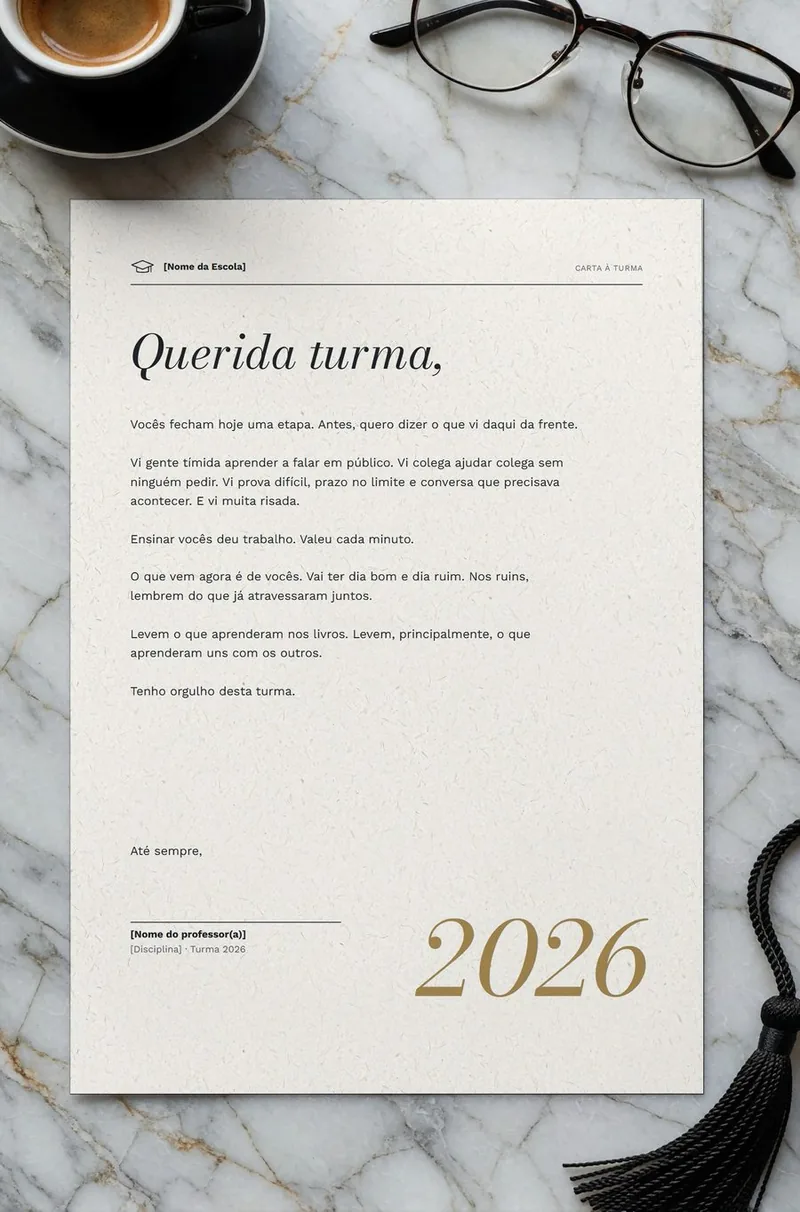 [Nome da Escola]
CARTA À TURMA
Querida turma,
Vocês fecham hoje uma etapa. Antes, quero dizer o que vi daqui da frente.
Vi gente tímida aprender a falar em público. Vi colega ajudar colega sem
ninguém pedir. Vi prova difícil, prazo no limite e conversa que precisava
acontecer. E vi muita risada.
Ensinar vocês deu trabalho. Valeu cada minuto.
O que vem agora é de vocês. Vai ter dia bom e dia ruim. Nos ruins,
lembrem do que já atravessaram juntos.
Levem o que aprenderam nos livros. Levem, principalmente, o que
aprenderam uns com os outros.
Tenho orgulho desta turma.
Até sempre,
[Nome do professor(a)]
[Disciplina] · Turma 2026
2026